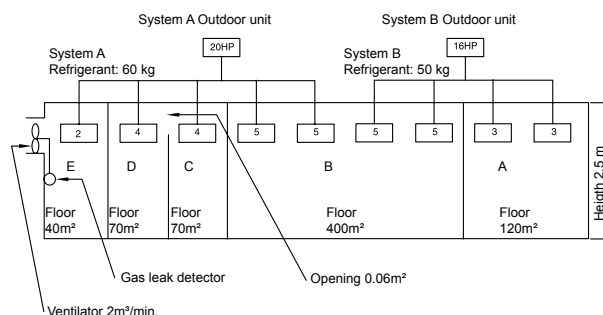 System A Outdoor unit
System B Outdoor unit
20HP
16HP
System A
Refrigerant: 60 kg
System B
Refrigerant: 50 kg
2
4
4
5
5
5
5
3
3
E
D
C
B
A
Floor
40m²
Floor
70m²
Floor
70m²
Floor
400m²
Floor
120m²
Heigth 2.5 m
Gas leak detector
Opening 0.06m²
Ventilator 2m³/min.